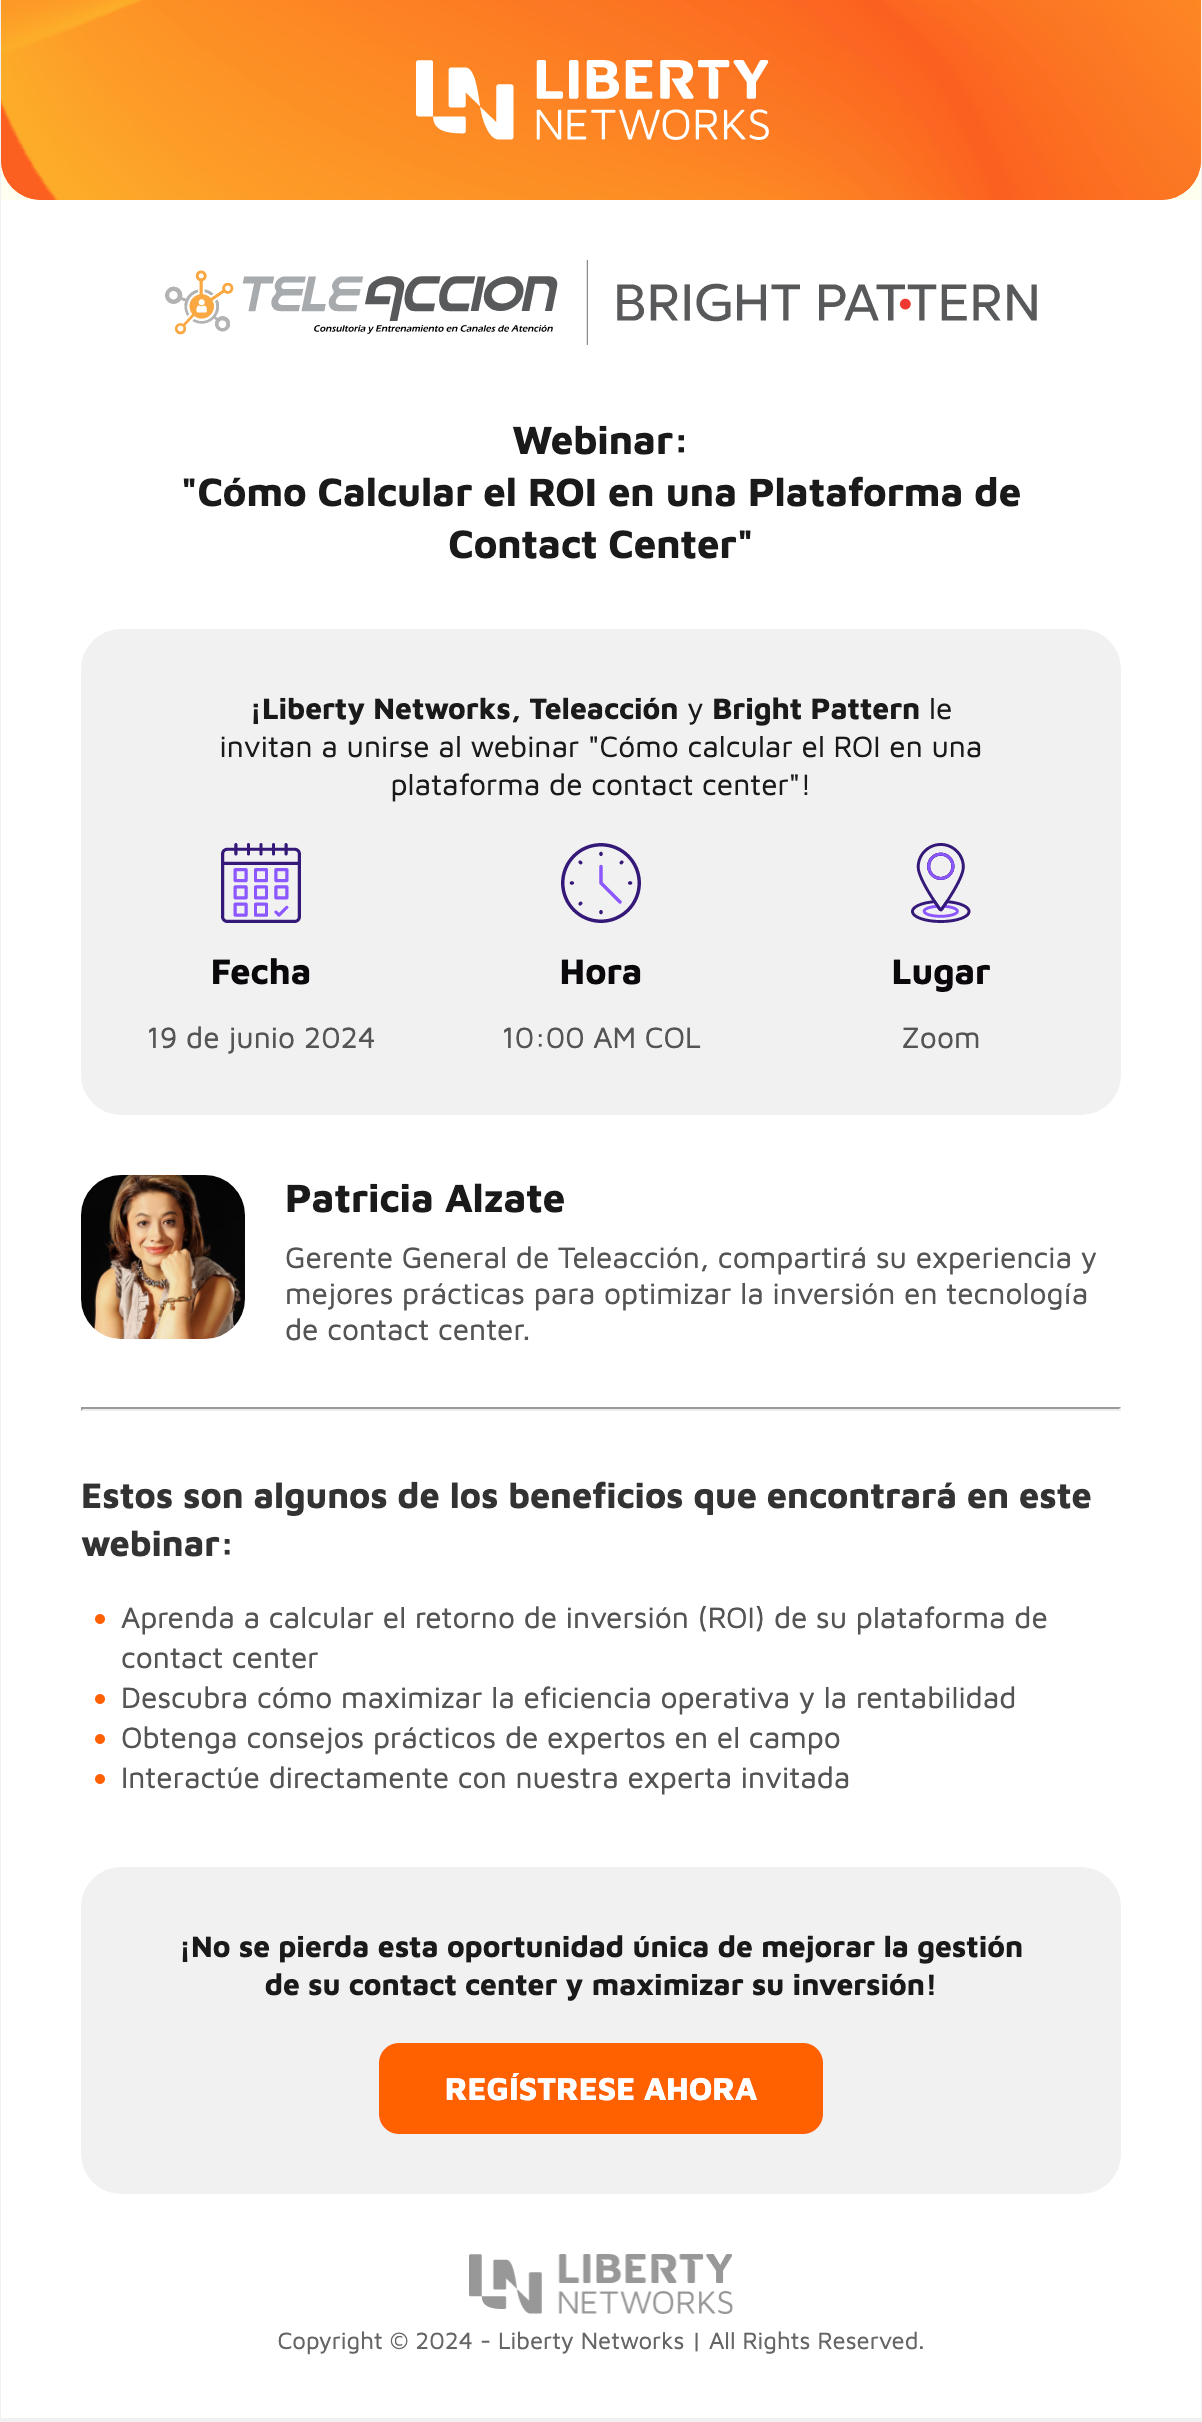 LIBERTY
NETWORKS
TELEACCION
Consultoría y Entrenamiento en Canales de Atención
BRIGHT PATTERN
Webinar:
"Cómo Calcular el ROI en una Plataforma de
Contact Center"
¡Liberty Networks, Teleacción y Bright Pattern le
invitan a unirse al webinar "Cómo calcular el ROI en una
plataforma de contact center"!
Fecha
19 de junio 2024
Hora
10:00 AM COL
Lugar
Zoom
Patricia Alzate
Gerente General de Teleacción, compartirá su experiencia y
mejores prácticas para optimizar la inversión en tecnología
de contact center.
Estos son algunos de los beneficios que encontrará en este
webinar:
• Aprenda a calcular el retorno de inversión (ROI) de su plataforma de
contact center
• Descubra cómo maximizar la eficiencia operativa y la rentabilidad
• Obtenga consejos prácticos de expertos en el campo
• Interactúe directamente con nuestra experta invitada
¡No se pierda esta oportunidad única de mejorar la gestión
de su contact center y maximizar su inversión!
REGÍSTRESE AHORA
LIBERTY
NETWORKS
Copyright © 2024 - Liberty Networks | All Rights Reserved.